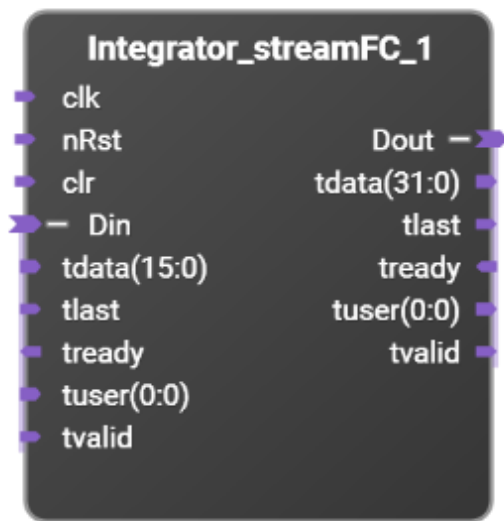 Integrator_streamFC_1
clk
nRst
clr
Din
tdata(15:0)
tlast
tready
tuser(0:0)
tvalid
Dout
tdata(31:0)
tlast
tready
tuser(0:0)
tvalid